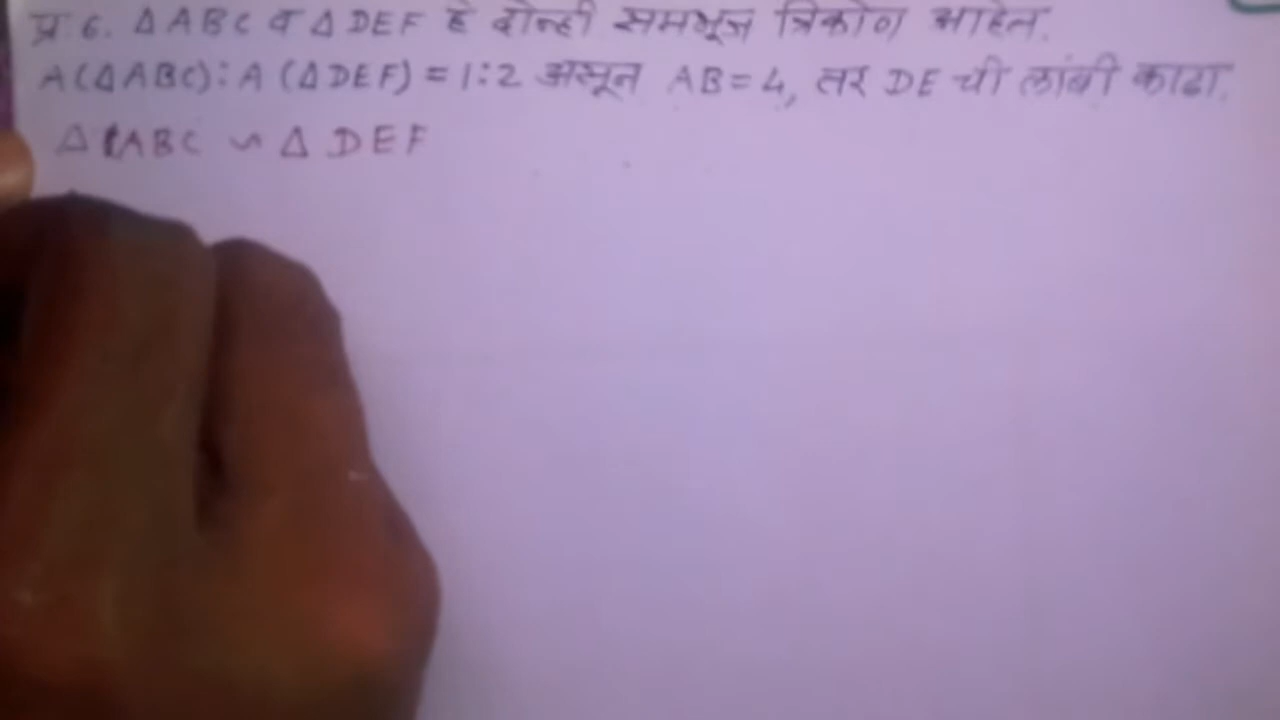 प्र 6. △ABC व △DEF हे दोन्ही समभूज त्रिकोण आहेत.
A(△ABC):A(△DEF)=1:2 असून AB=4, तर DE ची लांबी काढा.
△ABC ∽ △DEF